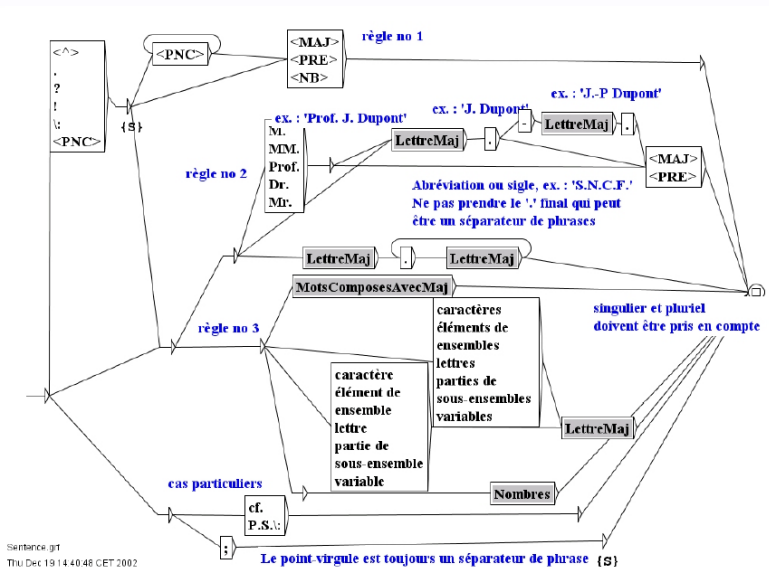 <^>
.
?
!
\:
<PNC>
{S}
<PNC>
<MAJ>
<PRE>
<NB>
règle no 1
ex. : 'Prof. J. Dupont'
ex. : 'J. Dupont'
ex. : 'J.-P Dupont'
règle no 2
M.
MM.
Prof.
Dr.
Mr.
LettreMaj
.
-
LettreMaj
.
<MAJ>
<PRE>
Abréviation ou sigle, ex. : 'S.N.C.F.'
Ne pas prendre le '.' final qui peut
être un séparateur de phrases
LettreMaj
.
LettreMaj
MotsComposesAvecMaj
règle no 3
caractères
éléments de
ensembles
lettres
parties de
sous-ensembles
variables
singulier et pluriel
doivent être pris en compte
caractère
élément de
ensemble
lettre
partie de
sous-ensemble
variable
LettreMaj
Nombres
cas particuliers
cf.
P.S.\:
;
Le point-virgule est toujours un séparateur de phrase {S}
Sentence.grf
Thu Dec 19 14:40:48 CET 2002